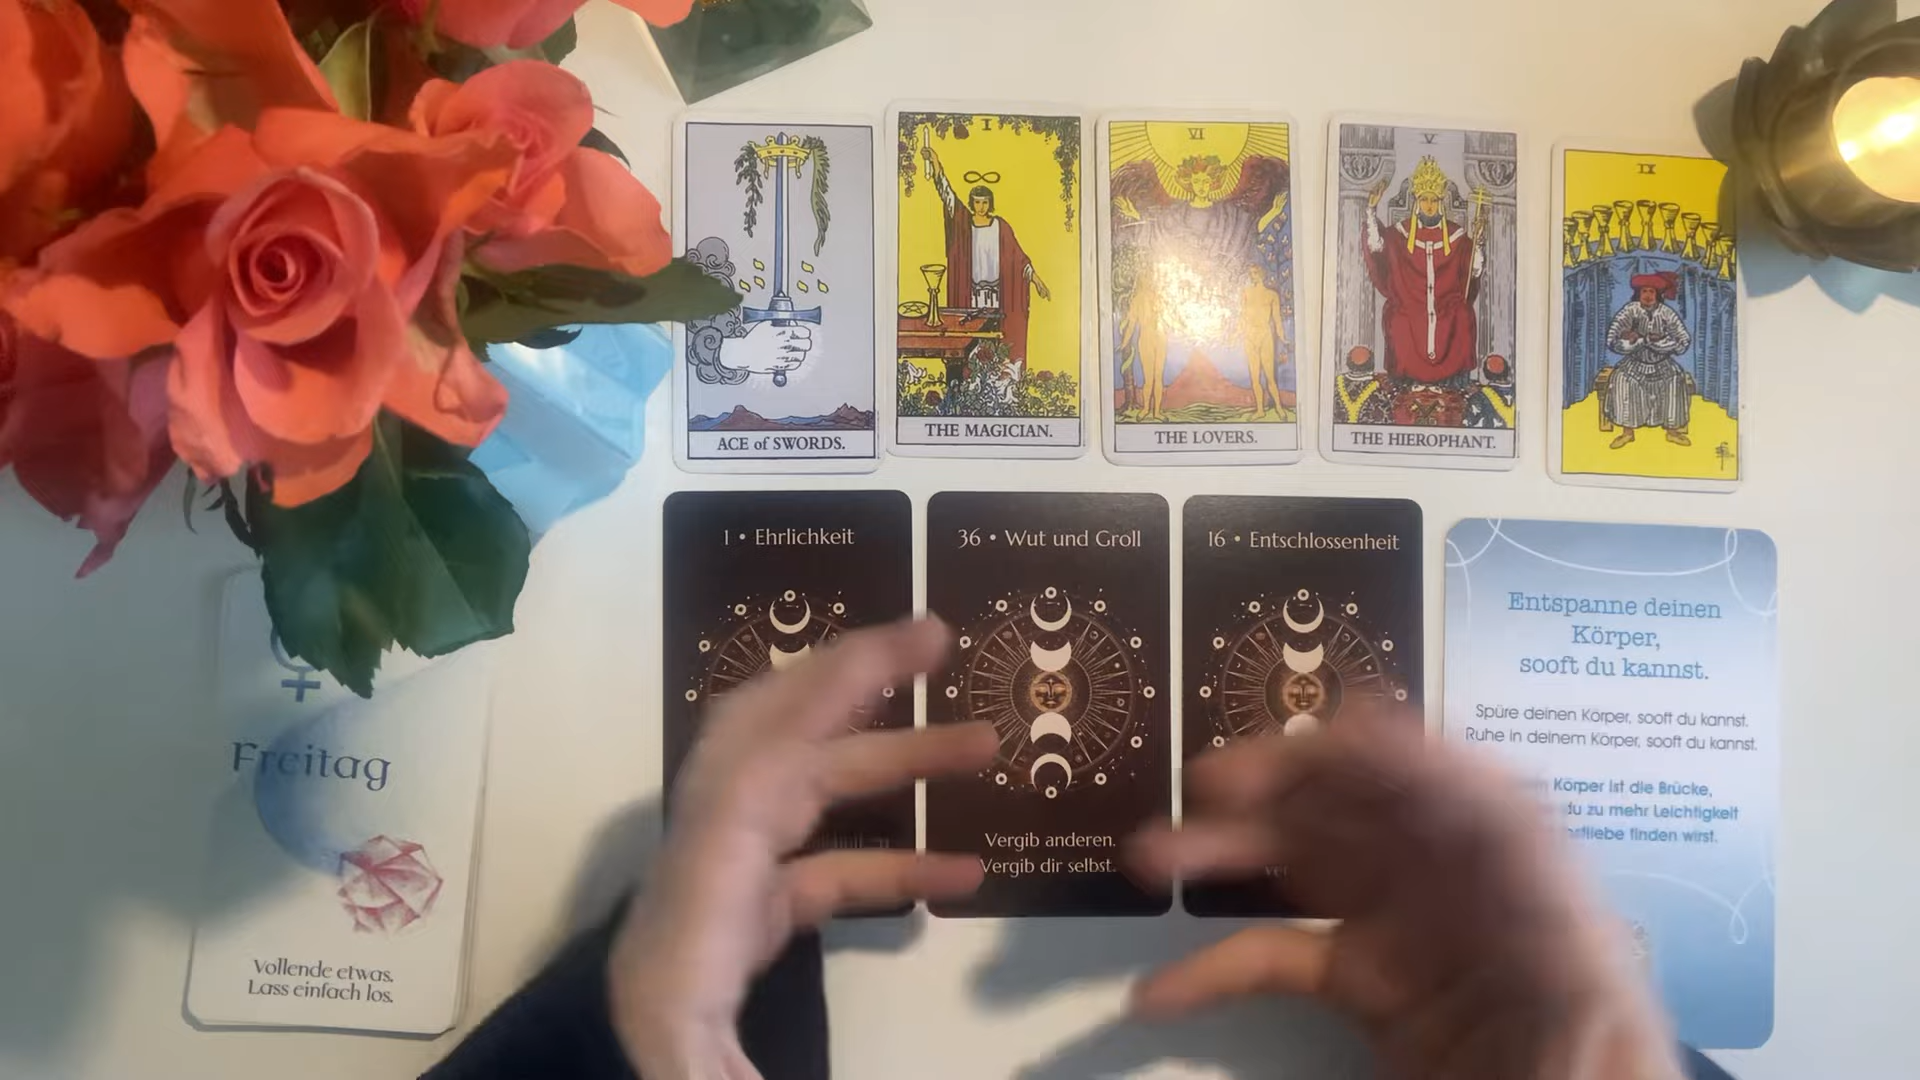 ACE of SWORDS.
I
THE MAGICIAN.
VI
THE LOVERS.
V
THE HIEROPHANT.
IX
1 • Ehrlichkeit
36 • Wut und Groll
Vergib anderen.
Vergib dir selbst.
16 • Entschlossenheit
Entspanne deinen
Körper,
sooft du kannst.
Spüre deinen Körper, sooft du kannst.
Ruhe in deinem Körper, sooft du kannst.
Körper ist die Brücke,
du zu mehr Leichtigkeit
finden wirst.
Freitag
Vollende etwas.
Lass einfach los.